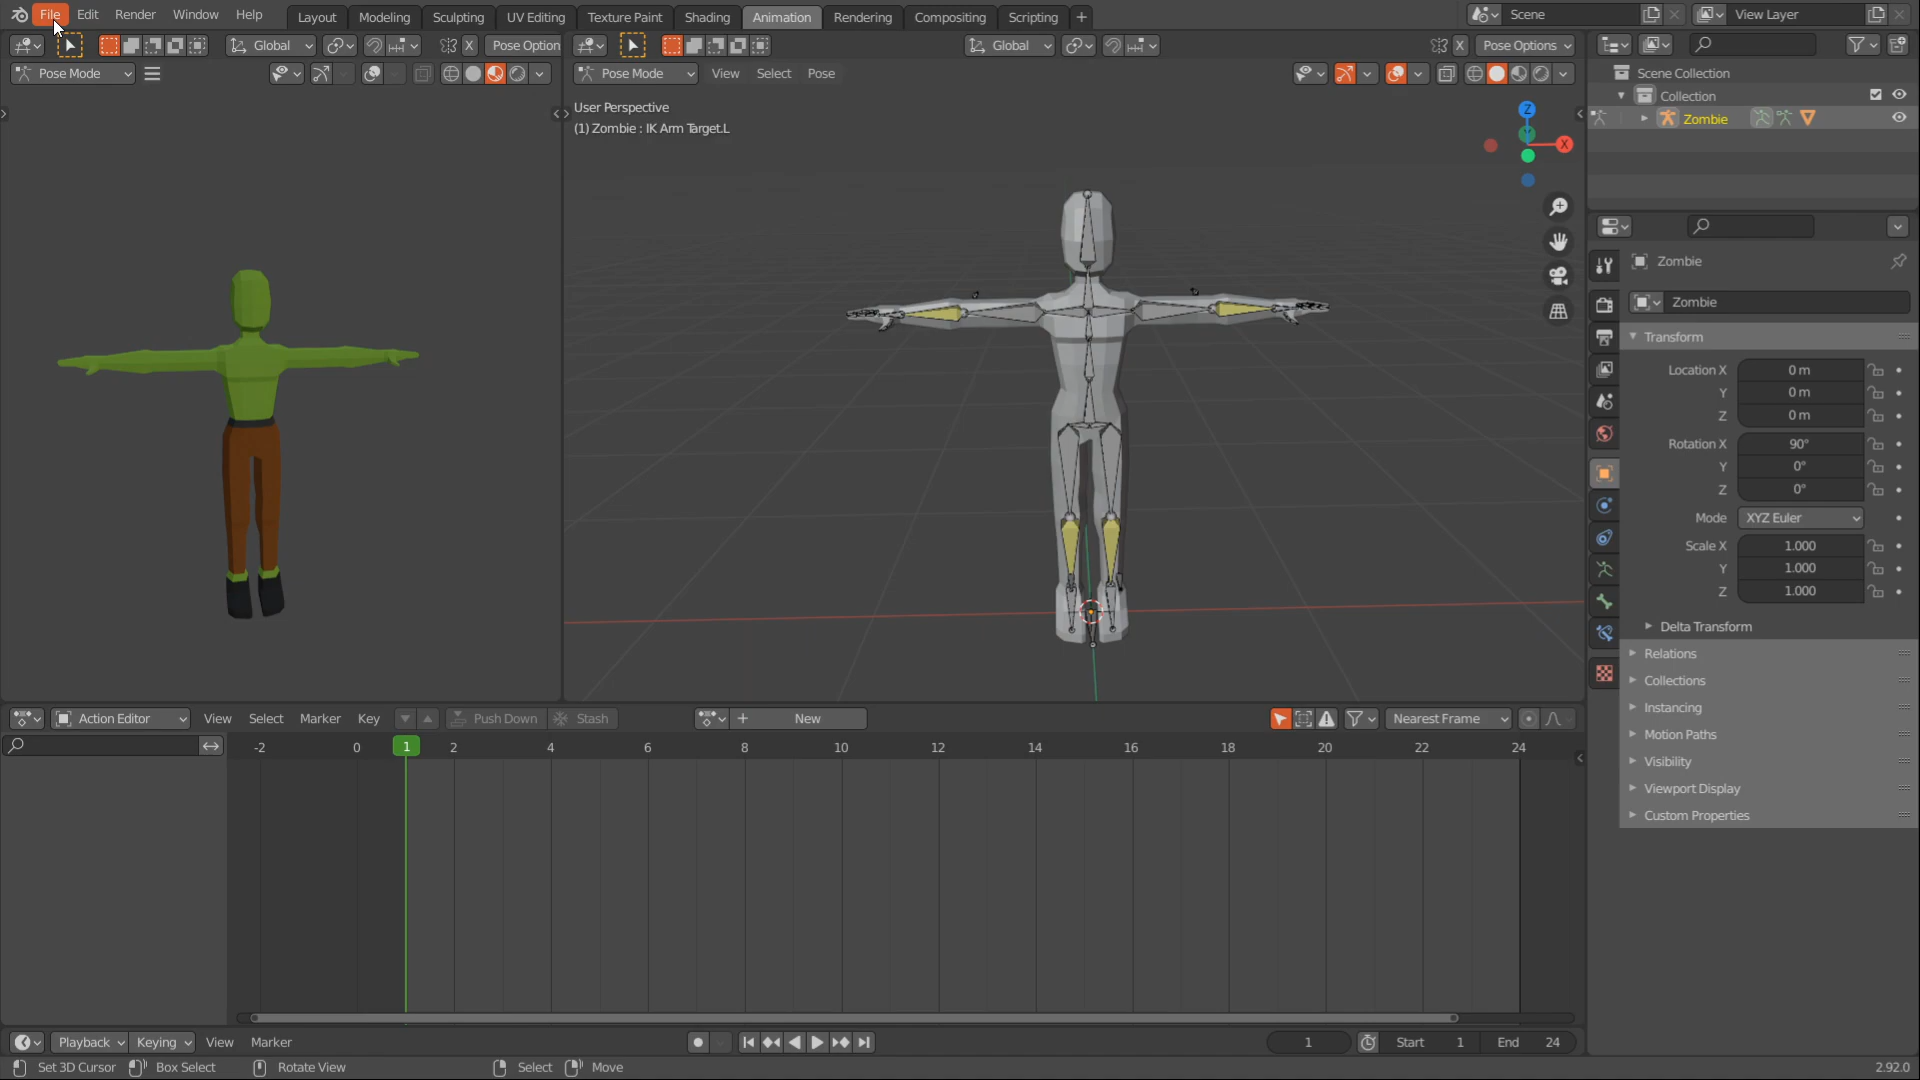 File Edit Render Window Help Layout Modeling Sculpting UV Editing Texture Paint Shading Animation Rendering Compositing Scripting + Scene View Layer
Global X Pose Option Global X Pose Options
Pose Mode Pose Mode View Select Pose
User Perspective
(1) Zombie : IK Arm Target.L
Z
X
Scene Collection
Collection
Zombie
Zombie
Zombie
Transform
Location X 0 m
Y 0 m
Z 0 m
Rotation X 90°
Y 0°
Z 0°
Mode XYZ Euler
Scale X 1.000
Y 1.000
Z 1.000
Delta Transform
Relations
Collections
Instancing
Motion Paths
Visibility
Viewport Display
Custom Properties
Action Editor View Select Marker Key Push Down Stash + New Nearest Frame
-2 0 1 2 4 6 8 10 12 14 16 18 20 22 24
Playback Keying View Marker 1 Start 1 End 24
Set 3D Cursor Box Select Rotate View Select Move 2.92.0